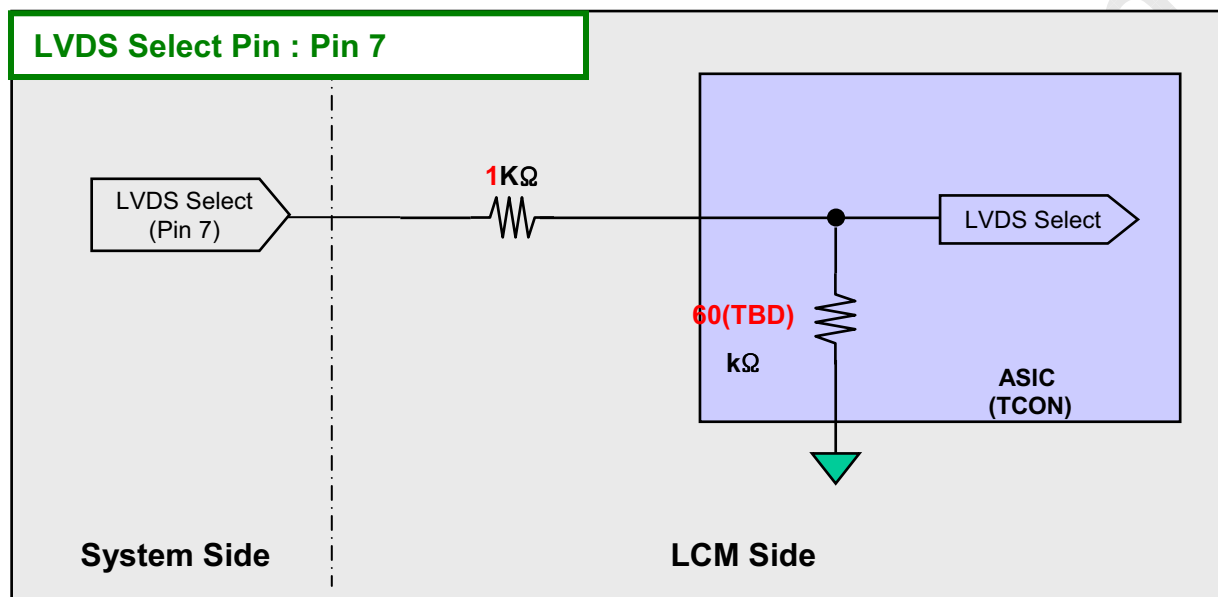 LVDS Select Pin : Pin 7
1KΩ
LVDS Select
(Pin 7)
LVDS Select
60(TBD)
kΩ
ASIC
(TCON)
System Side
LCM Side